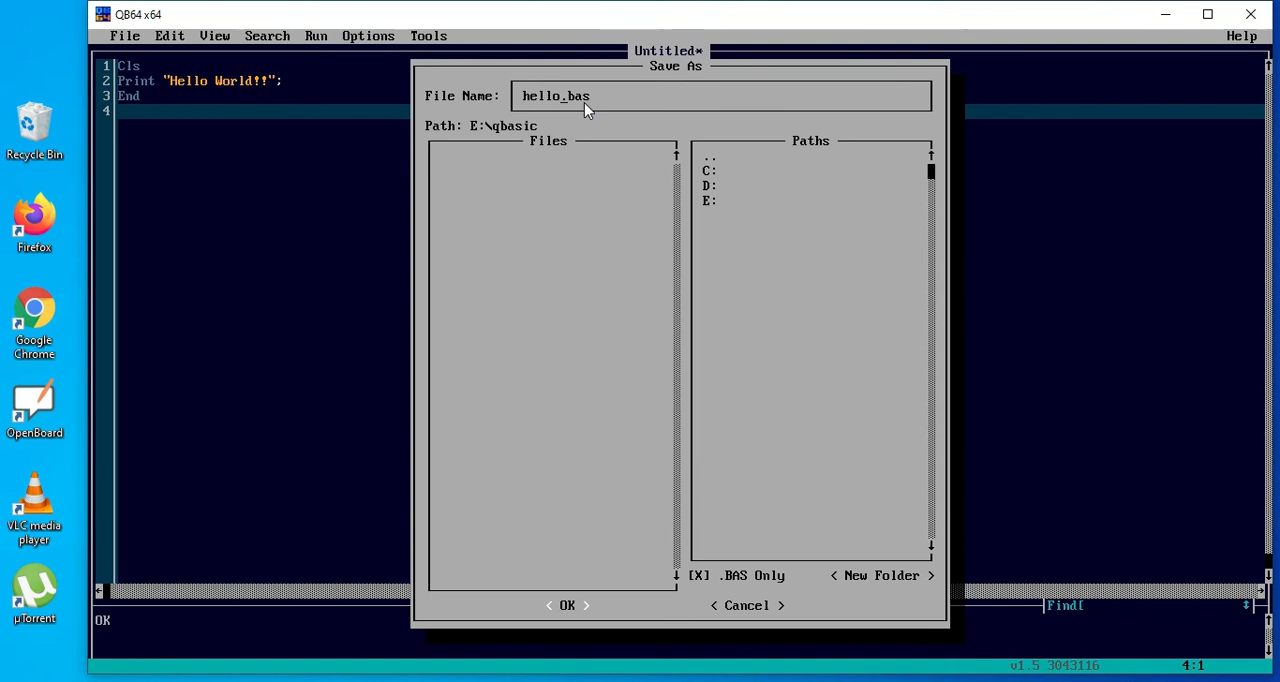 QB64 x64
File Edit View Search Run Options Tools Help
Untitled*
1 Cls
2 Print "Hello World!!";
3 End
4
Save As
File Name: hello_bas
Path: E:\qbasic
Files
Paths
..
C:
D:
E:
[X] .BAS Only
< New Folder >
< OK >
< Cancel >
Find[
OK
v1.5 3043116
4:1
Recycle Bin
Firefox
Google
Chrome
OpenBoard
VLC media
player
µTorrent